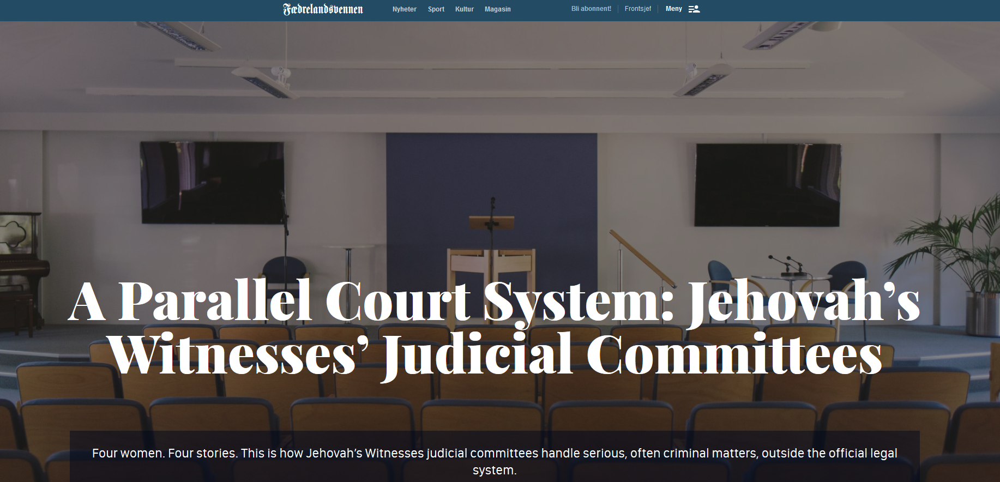 Fædrelandsvennen
Nyheter Sport Kultur Magasin
Bli abonnent! Frontsjef Meny
A Parallel Court System: Jehovah’s
Witnesses’ Judicial Committees
Four women. Four stories. This is how Jehovah’s Witnesses judicial committees handle serious, often criminal matters, outside the official legal
system.